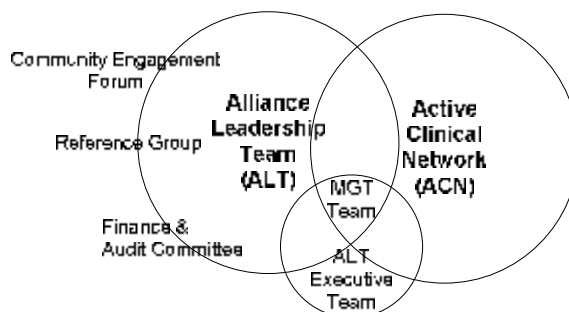 Community Engagement
Forum
Reference Group
Finance &
Audit Committee
Alliance
Leadership
Team
(ALT)
Active
Clinical
Network
(ACN)
MGT
Team
ALT
Executive
Team